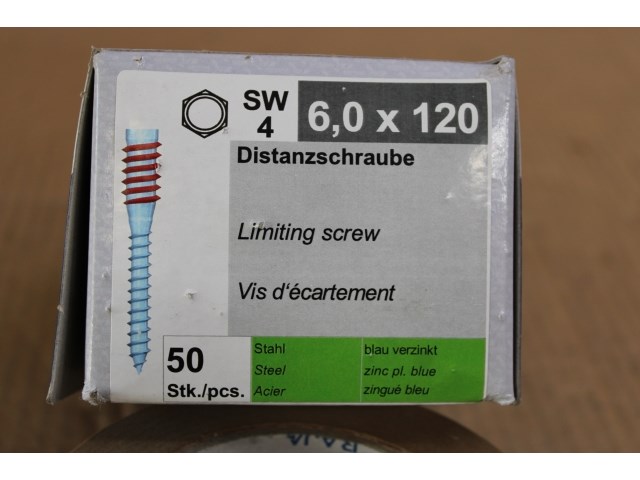 SW
4
6,0 x 120
Distanzschraube
Limiting screw
Vis d'écartement
50
Stk./pcs.
Stahl blau verzinkt
Steel zinc pl. blue
Acier zingué bleu
RAJA